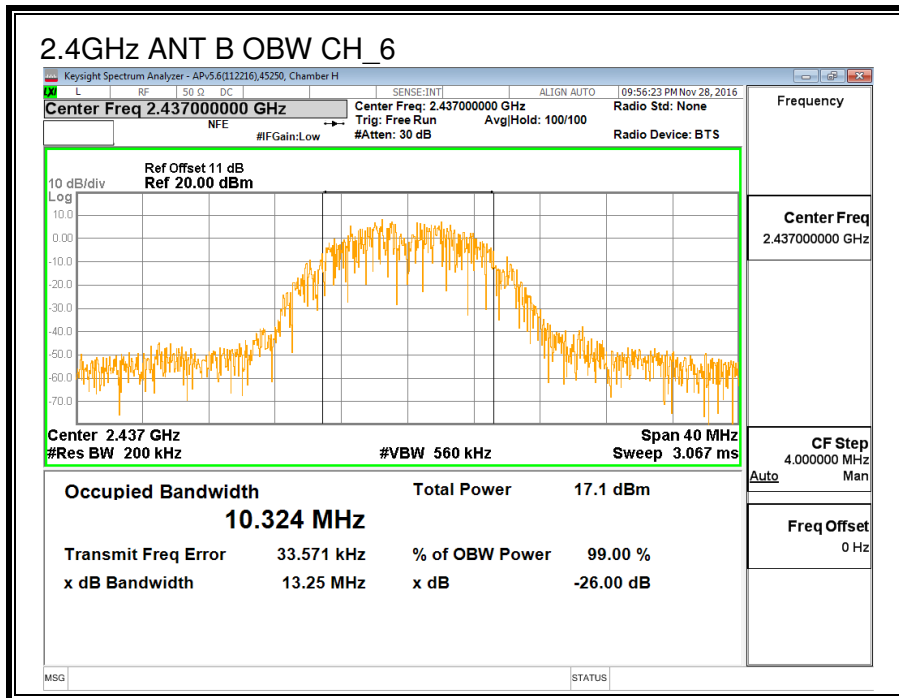 2.4GHz ANT B OBW CH_6
Keysight Spectrum Analyzer - APv5.6(112216),45250, Chamber H
LXI L RF 50 Ω DC SENSE:INT ALIGN AUTO 09:56:23 PM Nov 28, 2016
Center Freq 2.437000000 GHz
NFE
#IFGain:Low
Center Freq: 2.437000000 GHz
Trig: Free Run Avg|Hold: 100/100
#Atten: 30 dB
Radio Std: None
Radio Device: BTS
Ref Offset 11 dB
10 dB/div Ref 20.00 dBm
Log
10.0
0.00
-10.0
-20.0
-30.0
-40.0
-50.0
-60.0
-70.0
Center 2.437 GHz Span 40 MHz
#Res BW 200 kHz #VBW 560 kHz Sweep 3.067 ms
Occupied Bandwidth Total Power 17.1 dBm
10.324 MHz
Transmit Freq Error 33.571 kHz % of OBW Power 99.00 %
x dB Bandwidth 13.25 MHz x dB -26.00 dB
Frequency
Center Freq
2.437000000 GHz
CF Step
4.000000 MHz
Auto Man
Freq Offset
0 Hz
MSG STATUS